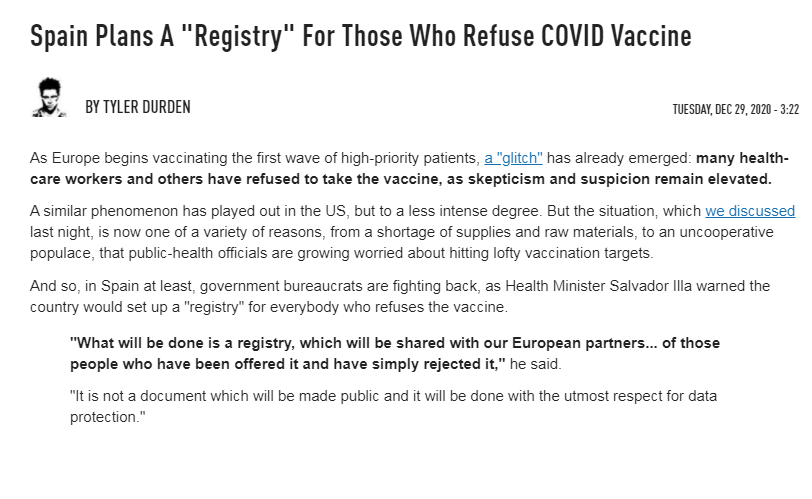 Spain Plans A "Registry" For Those Who Refuse COVID Vaccine
BY TYLER DURDEN
TUESDAY, DEC 29, 2020 - 3:22
As Europe begins vaccinating the first wave of high-priority patients, a "glitch" has already emerged: many health-
care workers and others have refused to take the vaccine, as skepticism and suspicion remain elevated.
A similar phenomenon has played out in the US, but to a less intense degree. But the situation, which we discussed
last night, is now one of a variety of reasons, from a shortage of supplies and raw materials, to an uncooperative
populace, that public-health officials are growing worried about hitting lofty vaccination targets.
And so, in Spain at least, government bureaucrats are fighting back, as Health Minister Salvador Illa warned the
country would set up a "registry" for everybody who refuses the vaccine.
"What will be done is a registry, which will be shared with our European partners... of those
people who have been offered it and have simply rejected it," he said.
"It is not a document which will be made public and it will be done with the utmost respect for data
protection."